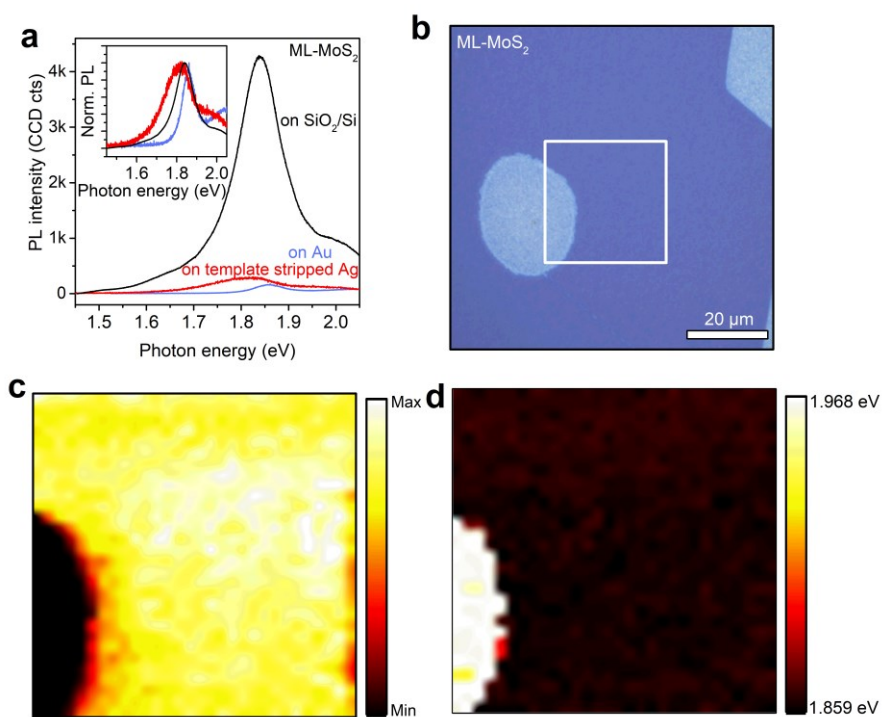 a
PL intensity (CCD cts)
4k
3k
2k
1k
0
1.5 1.6 1.7 1.8 1.9 2.0
Photon energy (eV)
ML-MoS₂
on SiO₂/Si
on Au
on template stripped Ag
Norm. PL
1.6 1.8 2.0
Photon energy (eV)
b
ML-MoS₂
20 µm
c
Max
Min
d
1.968 eV
1.859 eV